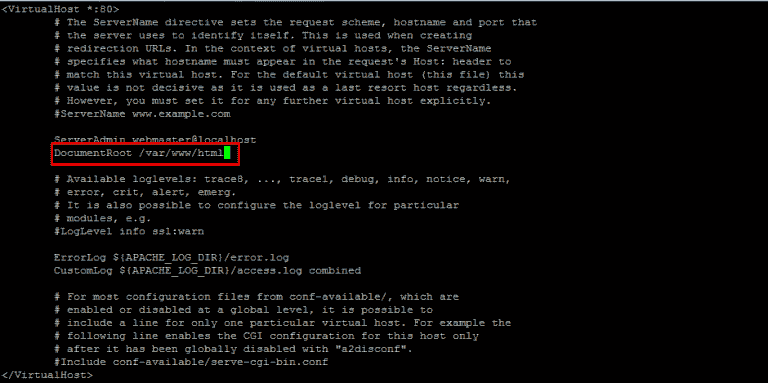 <VirtualHost *:80>
# The ServerName directive sets the request scheme, hostname and port that
# the server uses to identify itself. This is used when creating
# redirection URLs. In the context of virtual hosts, the ServerName
# specifies what hostname must appear in the request's Host: header to
# match this virtual host. For the default virtual host (this file) this
# value is not decisive as it is used as a last resort host regardless.
# However, you must set it for any further virtual host explicitly.
#ServerName www.example.com
ServerAdmin webmaster@localhost
DocumentRoot /var/www/html
# Available loglevels: trace8, ..., trace1, debug, info, notice, warn,
# error, crit, alert, emerg.
# It is also possible to configure the loglevel for particular
# modules, e.g.
#LogLevel info ssl:warn
ErrorLog ${APACHE_LOG_DIR}/error.log
CustomLog ${APACHE_LOG_DIR}/access.log combined
# For most configuration files from conf-available/, which are
# enabled or disabled at a global level, it is possible to
# include a line for only one particular virtual host. For example the
# following line enables the CGI configuration for this host only
# after it has been globally disabled with "a2disconf".
#Include conf-available/serve-cgi-bin.conf
</VirtualHost>